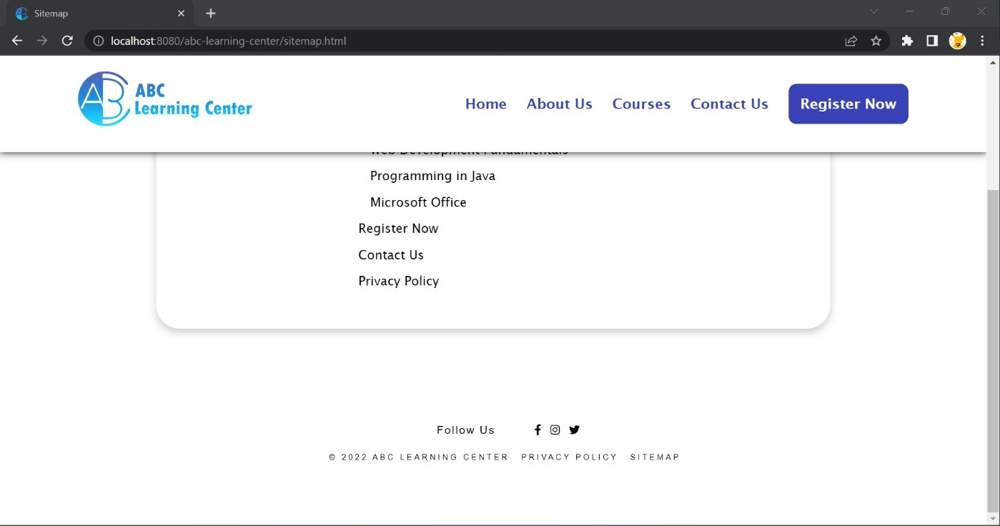 Sitemap
localhost:8080/abc-learning-center/sitemap.html
AB
ABC
Learning Center
Home About Us Courses Contact Us Register Now
Web Development Fundamentals
Programming in Java
Microsoft Office
Register Now
Contact Us
Privacy Policy
Follow Us
© 2022 ABC LEARNING CENTER PRIVACY POLICY SITEMAP